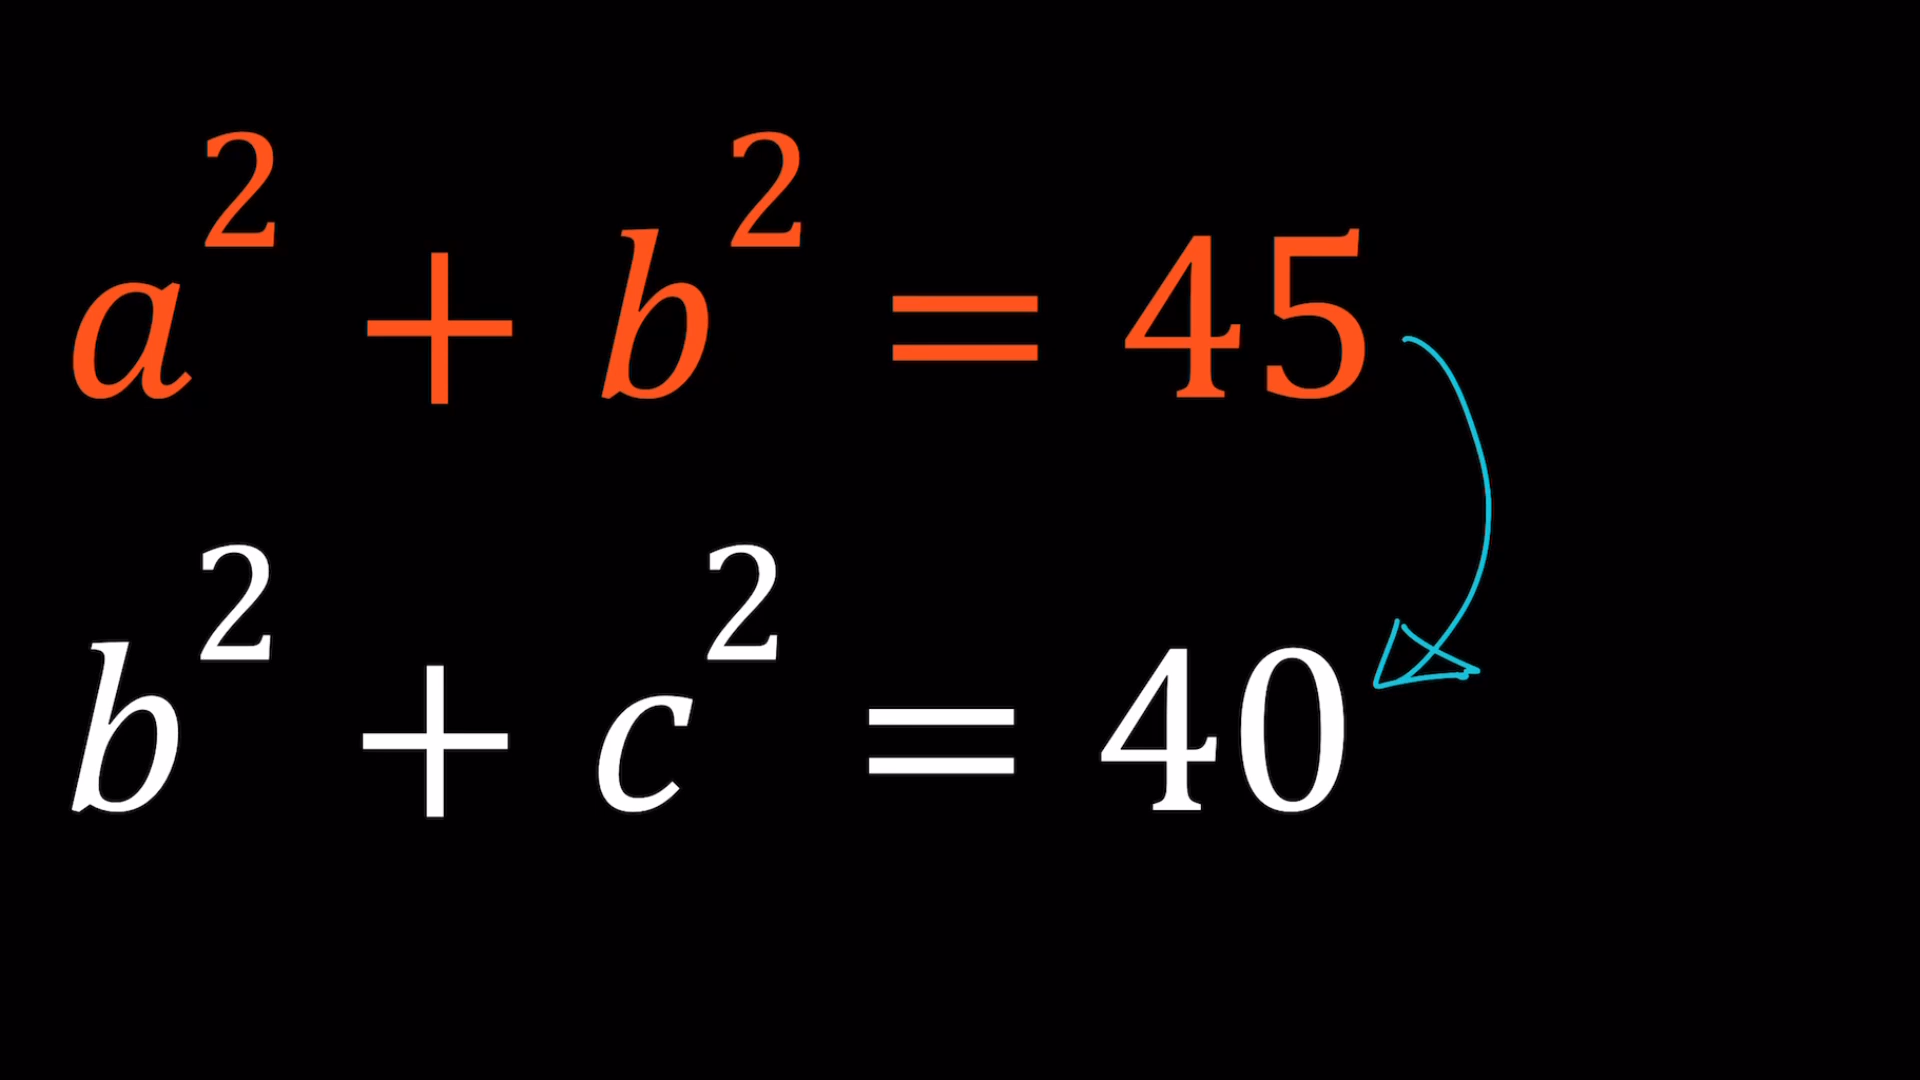 a² + b² = 45
b² + c² = 40